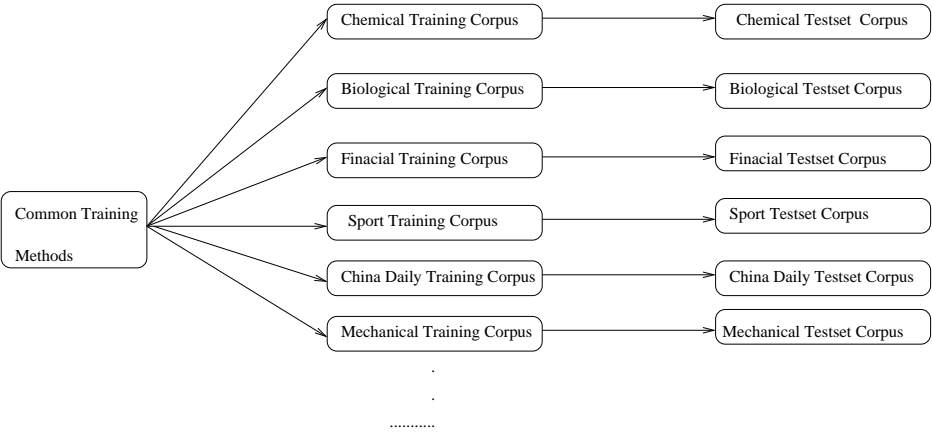 Chemical Training Corpus
Chemical Testset Corpus
Biological Training Corpus
Biological Testset Corpus
Finacial Training Corpus
Finacial Testset Corpus
Common Training
Methods
Sport Training Corpus
Sport Testset Corpus
China Daily Training Corpus
China Daily Testset Corpus
Mechanical Training Corpus
Mechanical Testset Corpus
.
.
...........